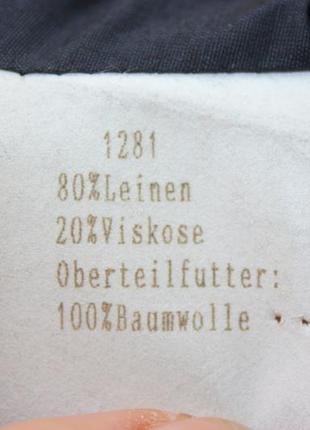 1281
80%Leinen
20%Viskose
Oberteilfutter:
100%Baumwolle